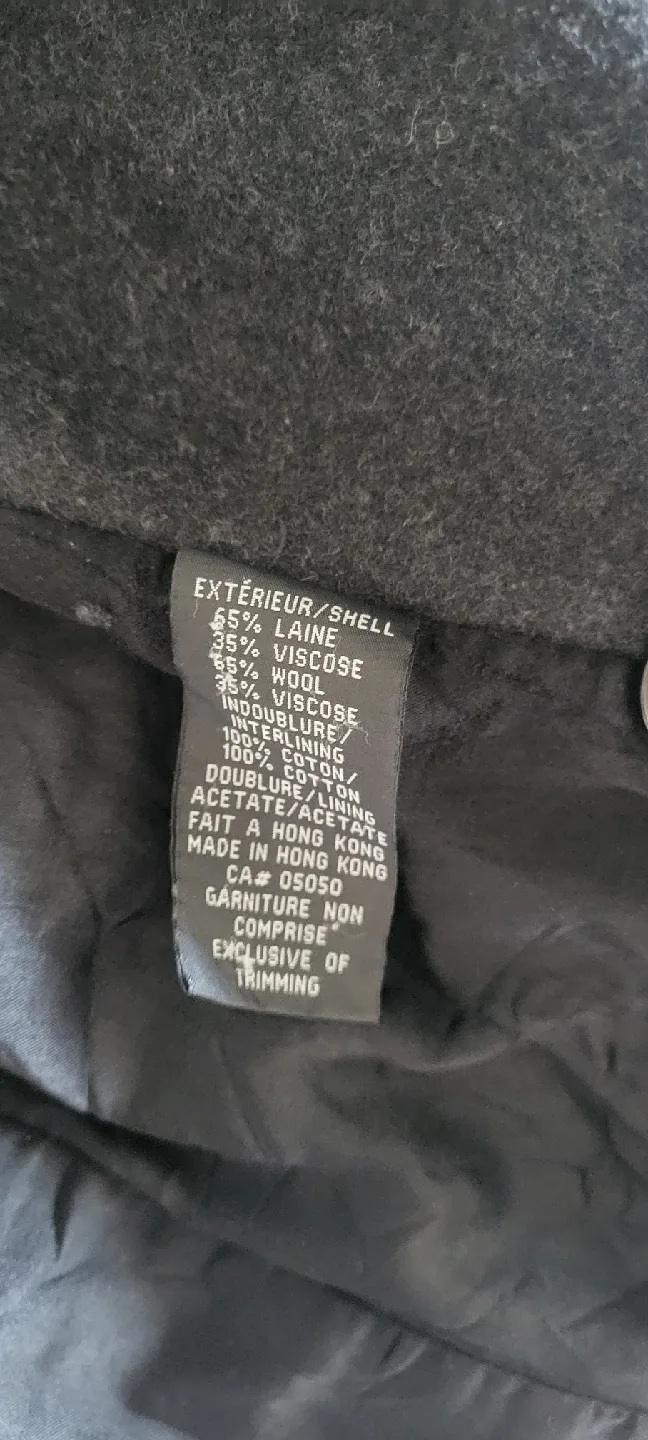 EXTÉRIEUR/SHELL
65% LAINE
35% VISCOSE
65% WOOL
35% VISCOSE
INDOUBLURE/
INTERLINING
100% COTON/
100% COTTON
DOUBLURE/LINING
ACETATE/ACÉTATE
FAIT A HONG KONG
MADE IN HONG KONG
CA# 05050
GARNITURE NON
COMPRISE
EXCLUSIVE OF
TRIMMING